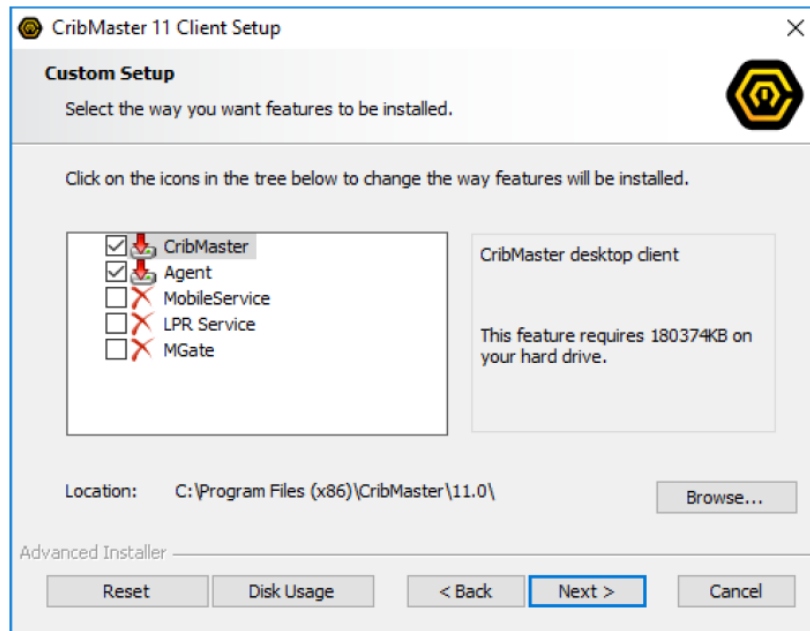 CribMaster 11 Client Setup
Custom Setup
Select the way you want features to be installed.
Click on the icons in the tree below to change the way features will be installed.
CribMaster
Agent
MobileService
LPR Service
MGate
CribMaster desktop client
This feature requires 180374KB on
your hard drive.
Location: C:\Program Files (x86)\CribMaster\11.0\
Browse...
Advanced Installer
Reset Disk Usage < Back Next > Cancel